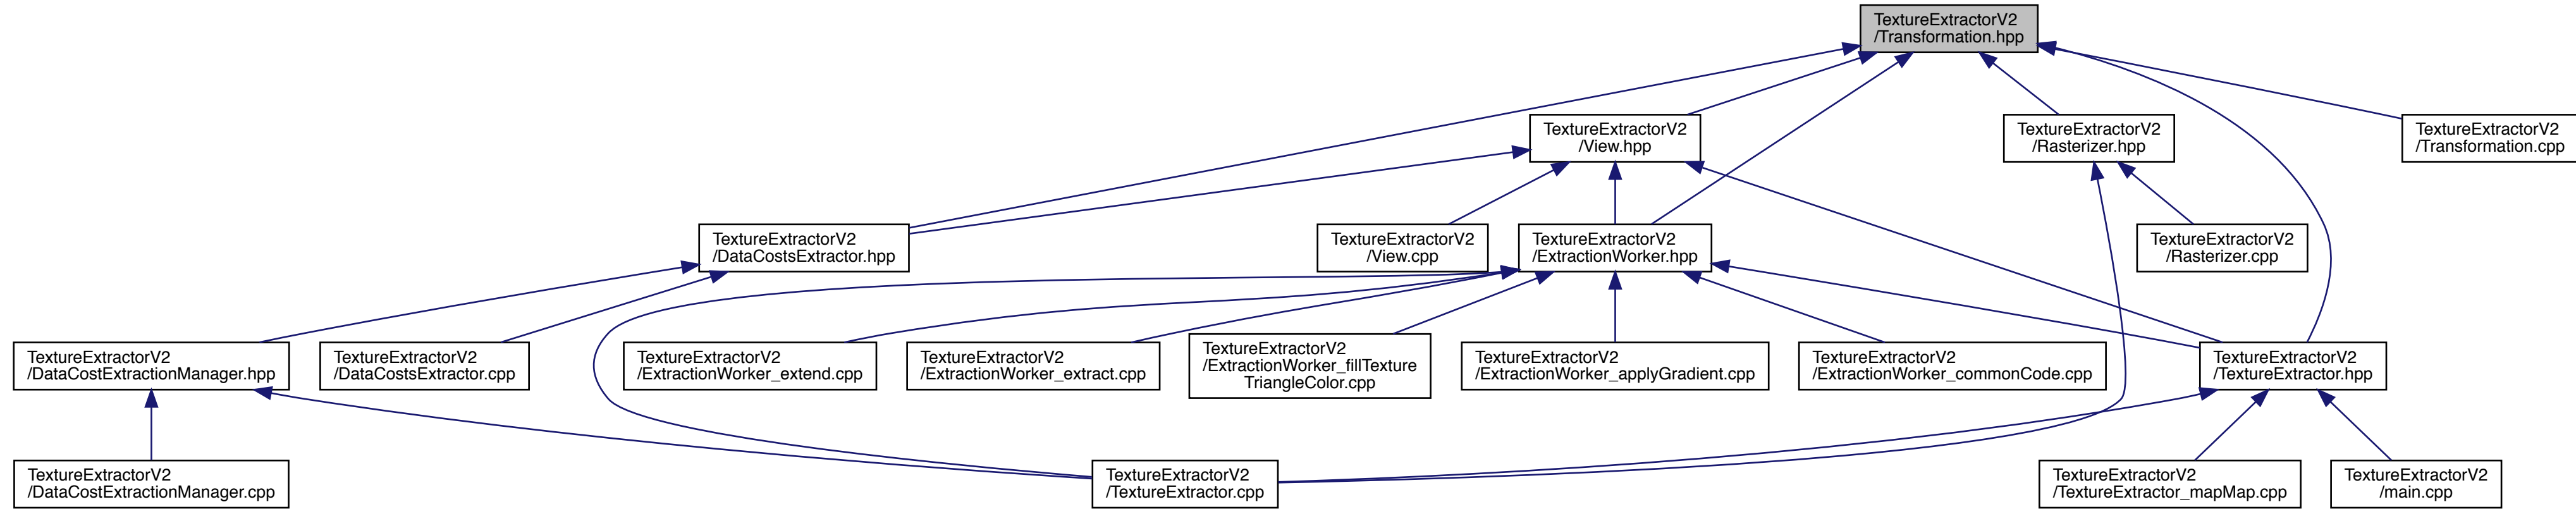 TextureExtractorV2
/Transformation.hpp
TextureExtractorV2
/View.hpp
TextureExtractorV2
/Rasterizer.hpp
TextureExtractorV2
/Transformation.cpp
TextureExtractorV2
/DataCostsExtractor.hpp
TextureExtractorV2
/View.cpp
TextureExtractorV2
/ExtractionWorker.hpp
TextureExtractorV2
/Rasterizer.cpp
TextureExtractorV2
/DataCostExtractionManager.hpp
TextureExtractorV2
/DataCostsExtractor.cpp
TextureExtractorV2
/ExtractionWorker_extend.cpp
TextureExtractorV2
/ExtractionWorker_extract.cpp
TextureExtractorV2
/ExtractionWorker_fillTexture
TriangleColor.cpp
TextureExtractorV2
/ExtractionWorker_applyGradient.cpp
TextureExtractorV2
/ExtractionWorker_commonCode.cpp
TextureExtractorV2
/TextureExtractor.hpp
TextureExtractorV2
/DataCostExtractionManager.cpp
TextureExtractorV2
/TextureExtractor.cpp
TextureExtractorV2
/TextureExtractor_mapMap.cpp
TextureExtractorV2
/main.cpp